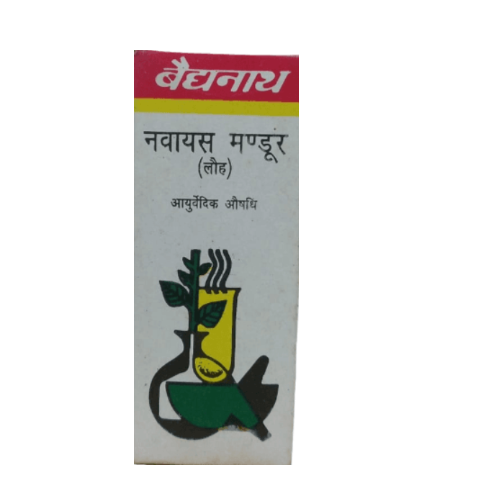 बैद्यनाथ
नवायस मण्डूर
(लौह)
आयुर्वेदिक औषधि